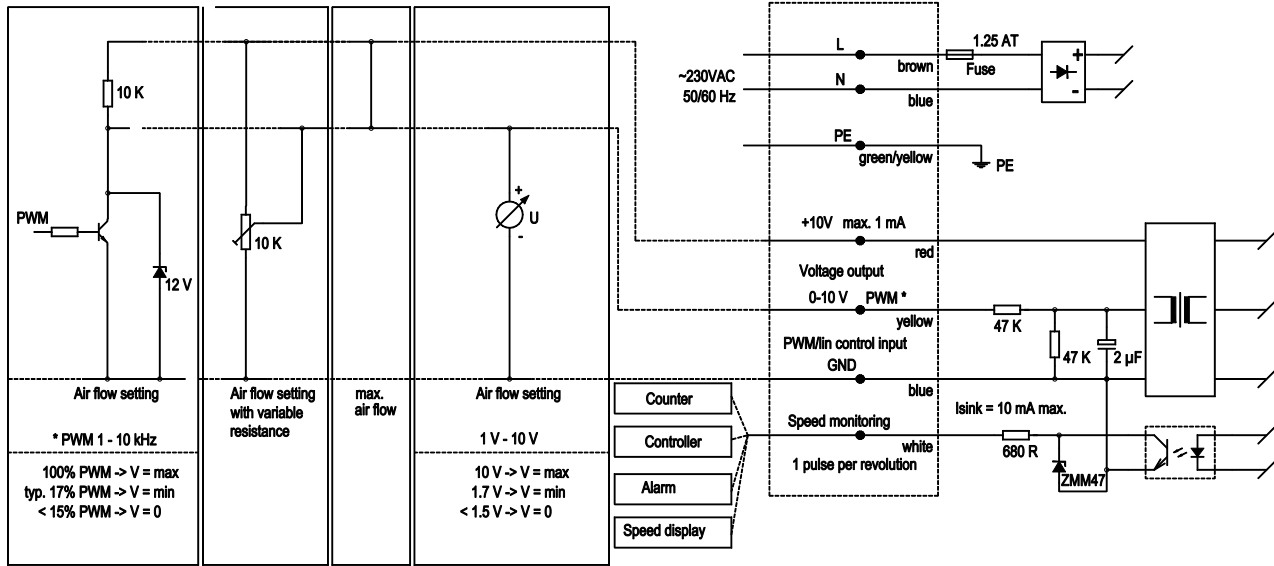 10 K
PWM
12 V
Air flow setting
* PWM 1 - 10 kHz
100% PWM -> V = max
typ. 17% PWM -> V = min
< 15% PWM -> V = 0
10 K
Air flow setting
with variable
resistance
max.
air flow
+
U
-
Air flow setting
1 V - 10 V
10 V -> V = max
1.7 V -> V = min
< 1.5 V -> V = 0
Counter
Controller
Alarm
Speed display
~230VAC
50/60 Hz
L
brown
1.25 AT
Fuse
+
-
N
blue
PE
green/yellow
PE
+10V max. 1 mA
red
Voltage output
0-10 V PWM *
yellow
47 K
47 K
2 µF
PWM/lin control input
GND
blue
Speed monitoring
white
1 pulse per revolution
Isink = 10 mA max.
680 R
ZMM47